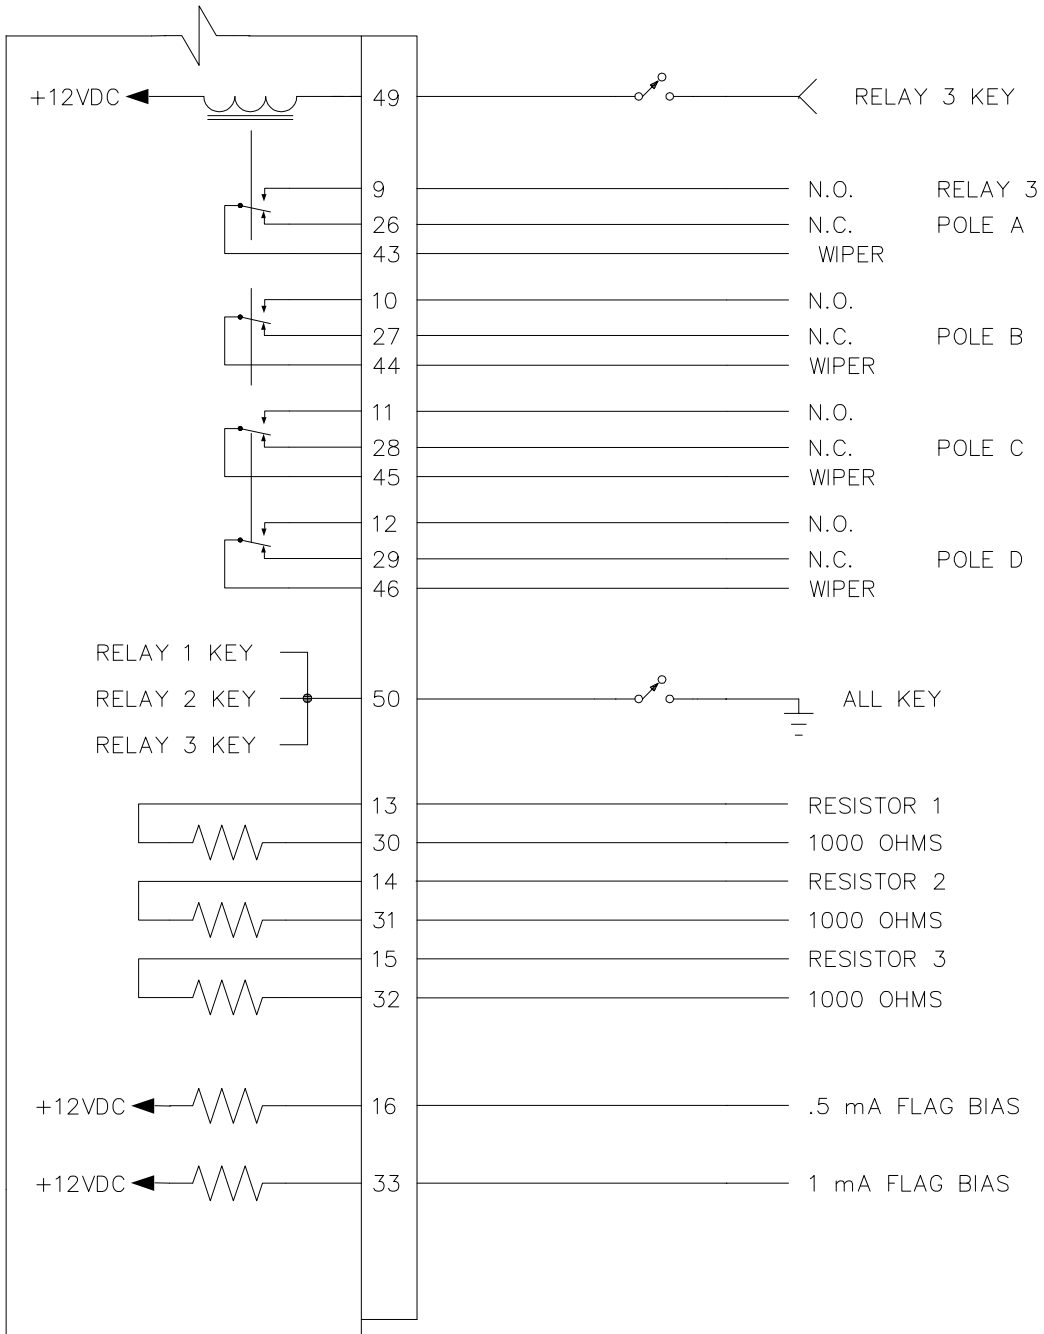 +12VDC 49 RELAY 3 KEY
9 N.O. RELAY 3
26 N.C. POLE A
43 WIPER
10 N.O.
27 N.C. POLE B
44 WIPER
11 N.O.
28 N.C. POLE C
45 WIPER
12 N.O.
29 N.C. POLE D
46 WIPER
RELAY 1 KEY
RELAY 2 KEY 50 ALL KEY
RELAY 3 KEY
13 RESISTOR 1
30 1000 OHMS
14 RESISTOR 2
31 1000 OHMS
15 RESISTOR 3
32 1000 OHMS
+12VDC 16 .5 mA FLAG BIAS
+12VDC 33 1 mA FLAG BIAS